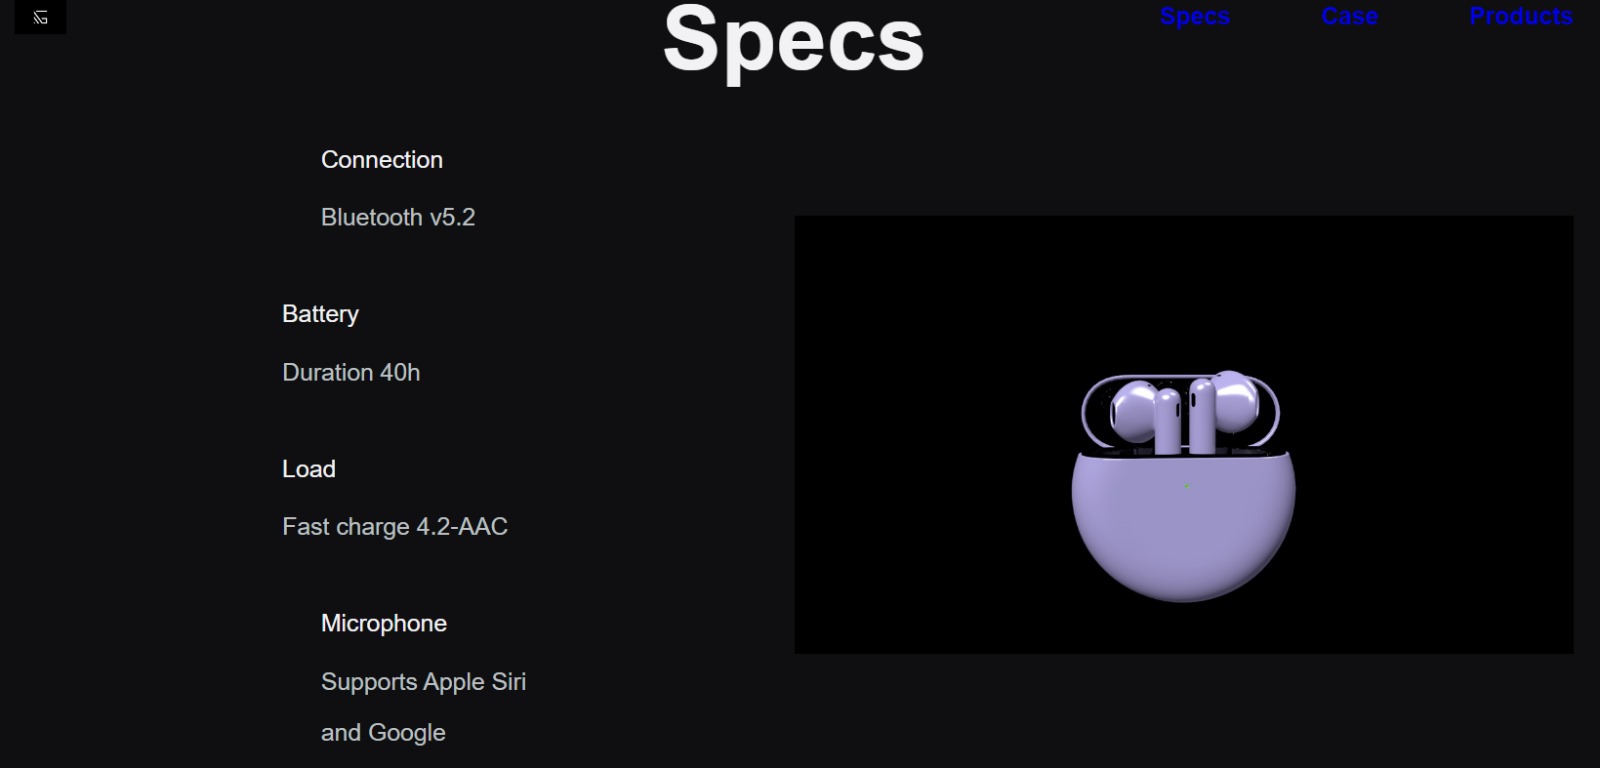 Specs
Specs Case Products
Connection
Bluetooth v5.2
Battery
Duration 40h
Load
Fast charge 4.2-AAC
Microphone
Supports Apple Siri
and Google